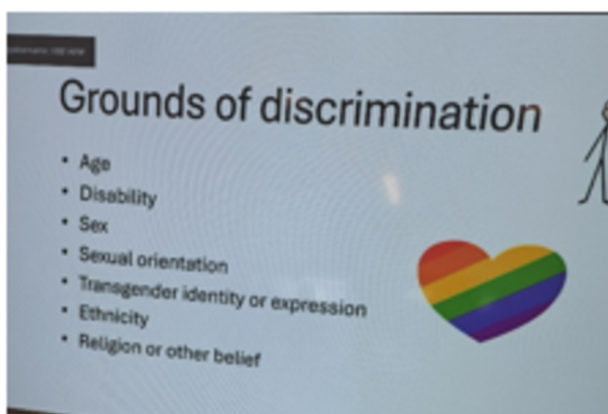 Grounds of discrimination
• Age
• Disability
• Sex
• Sexual orientation
• Transgender identity or expression
• Ethnicity
• Religion or other belief